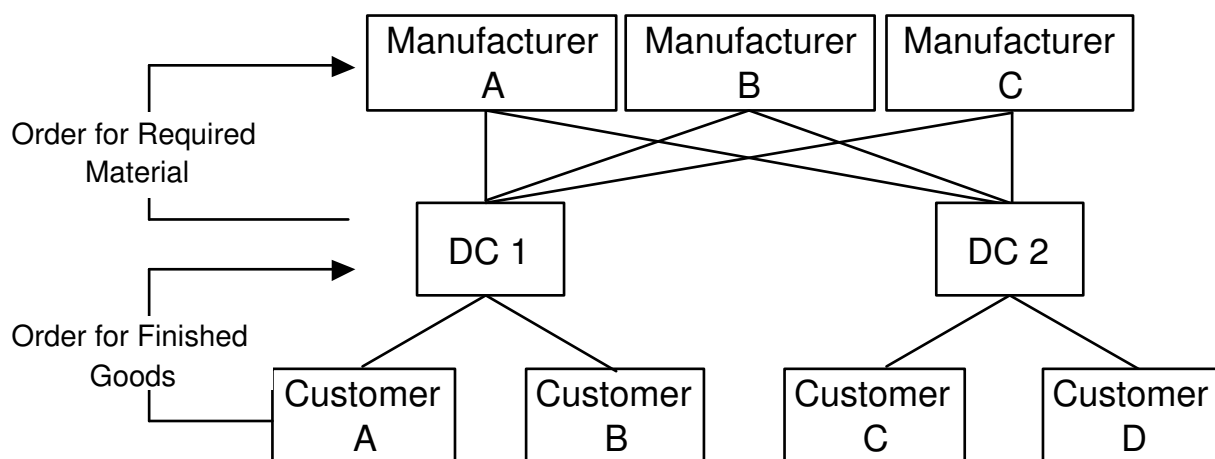 Manufacturer
A
Manufacturer
B
Manufacturer
C
Order for Required
Material
DC 1
DC 2
Order for Finished
Goods
Customer
A
Customer
B
Customer
C
Customer
D